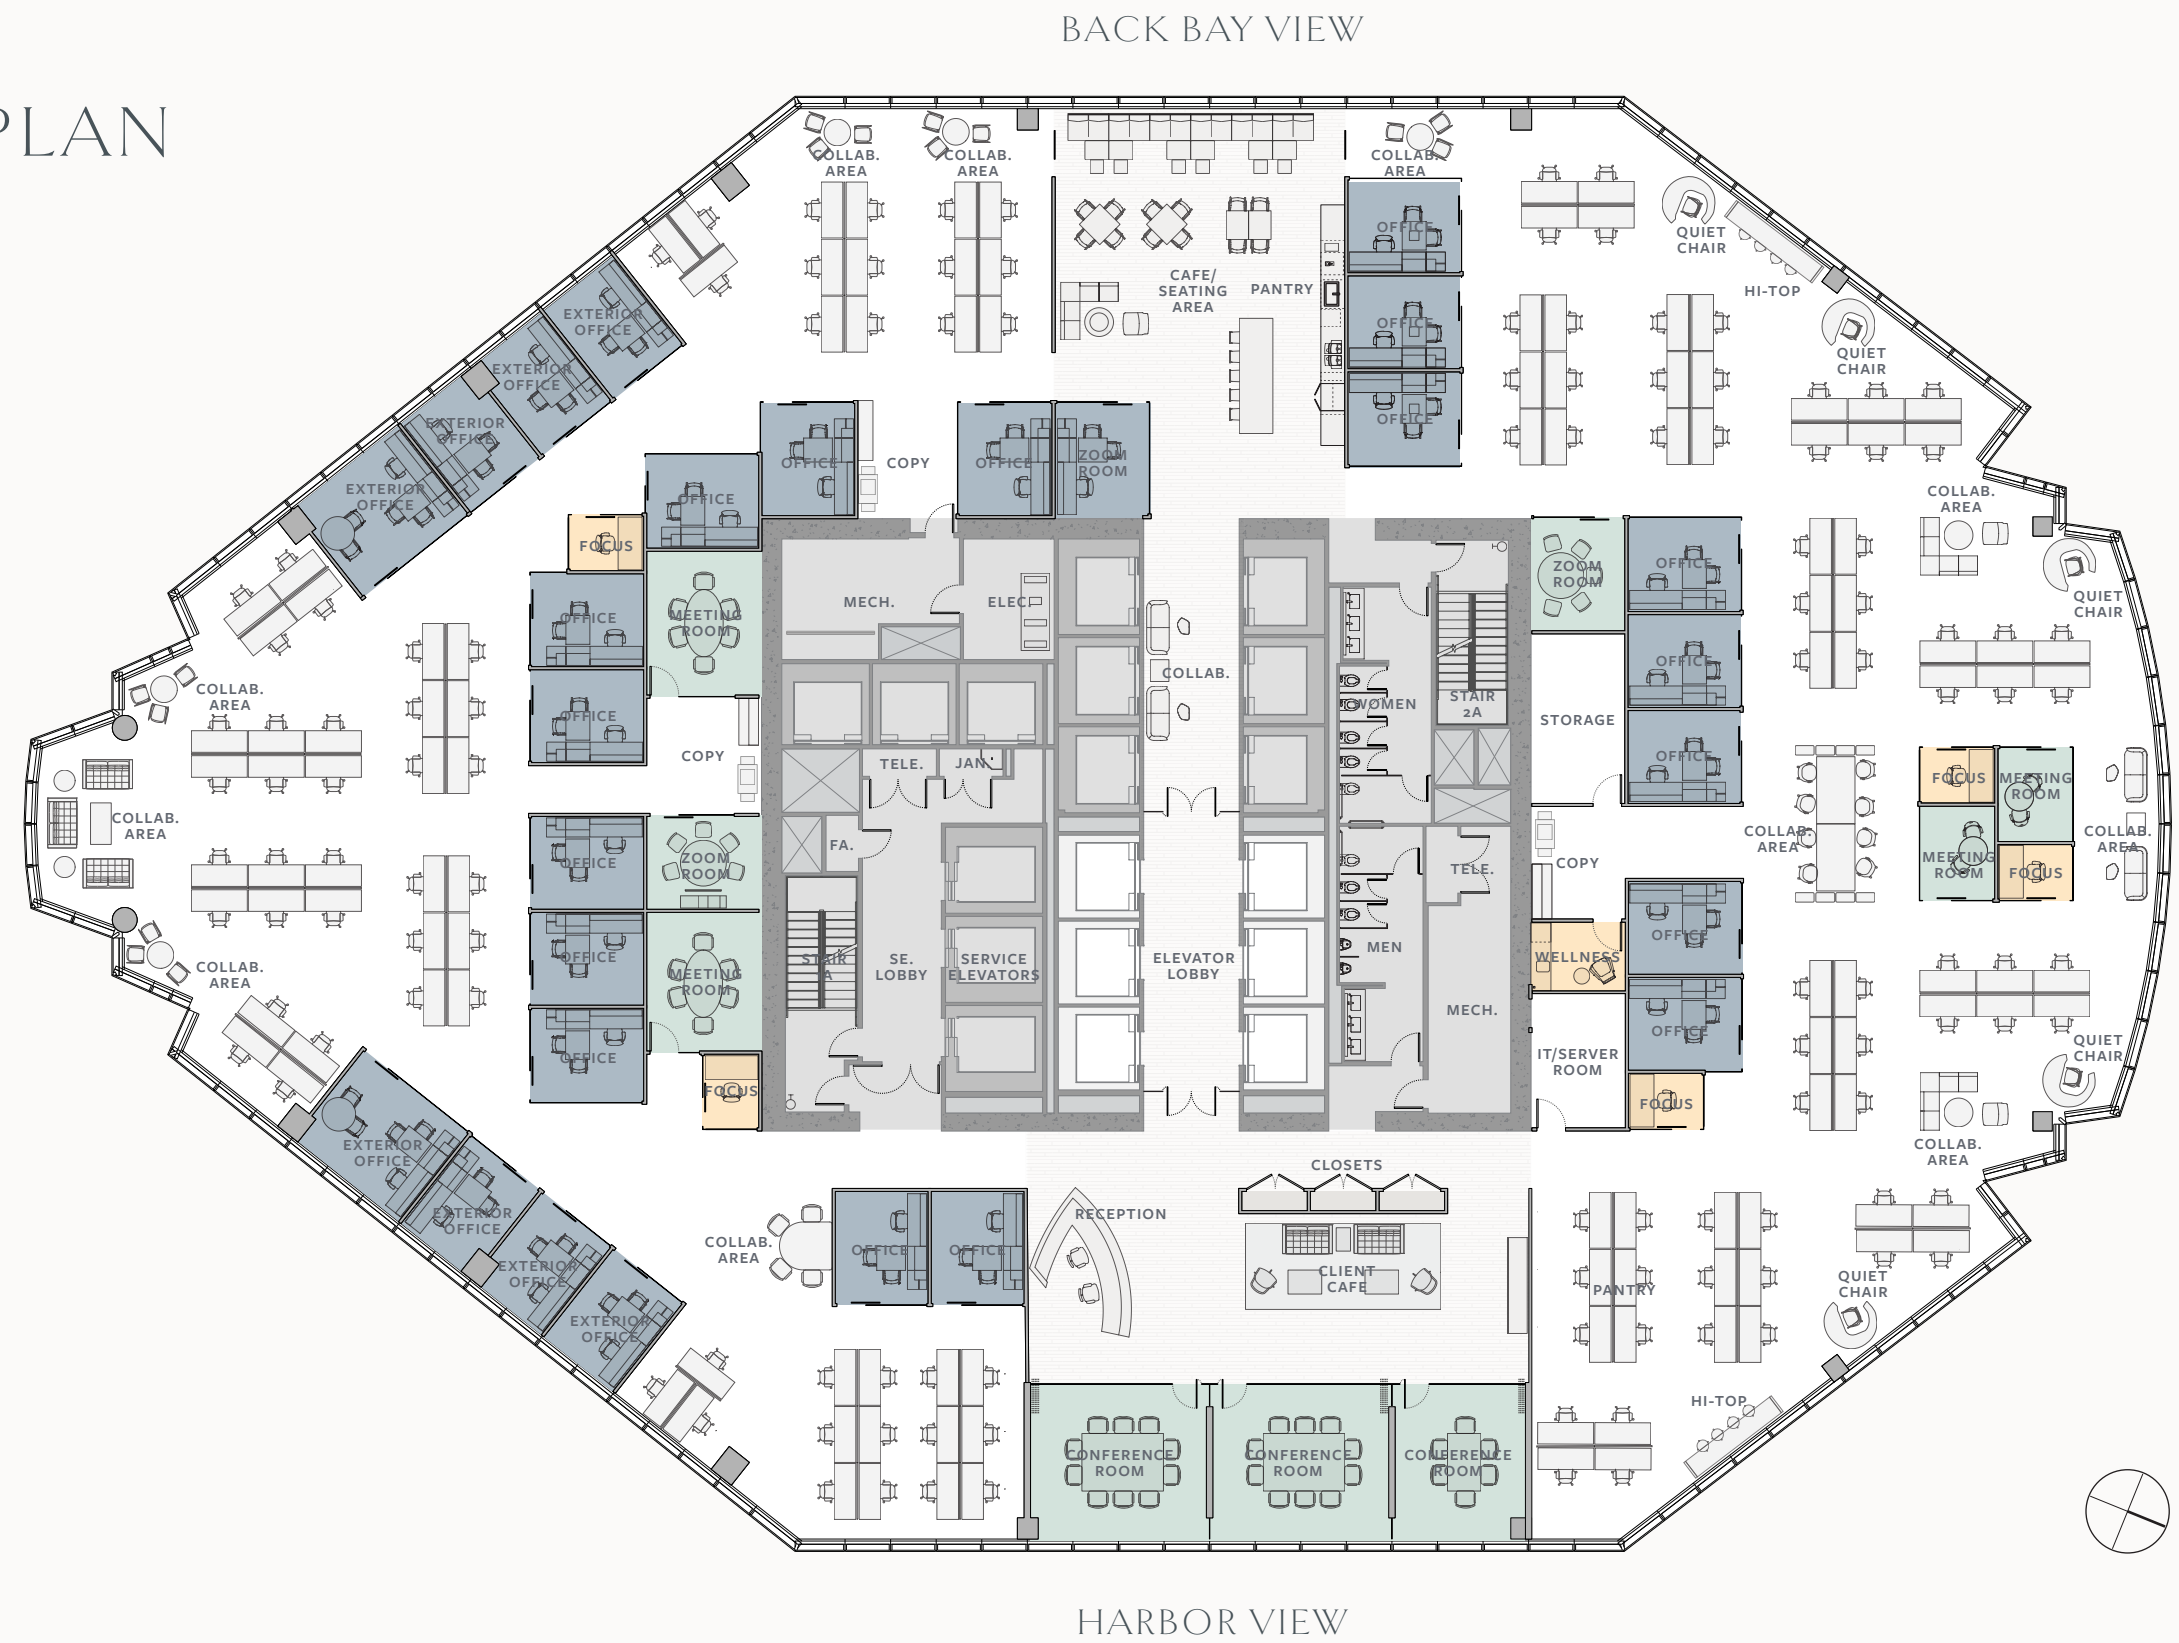 BACK BAY VIEW
PLAN
COLLAB.
AREA
COLLAB.
AREA
COLLAB.
AREA
OFFICE
QUIET
CHAIR
CAFE/
SEATING
AREA
PANTRY
HI-TOP
EXTERIOR
OFFICE
OFFICE
QUIET
CHAIR
EXTERIOR
OFFICE
OFFICE
EXTERIOR
OFFICE
OFFICE
COPY
OFFICE
ZOOM
ROOM
EXTERIOR
OFFICE
OFFICE
COLLAB.
AREA
FOCUS
MECH.
ELEC.
ZOOM
ROOM
OFFICE
QUIET
CHAIR
OFFICE
MEETING
ROOM
COLLAB.
OFFICE
COLLAB.
AREA
WOMEN
STAIR
2A
OFFICE
STORAGE
COPY
TELE.
JAN.
OFFICE
FOCUS
MEETING
ROOM
COLLAB.
AREA
FA.
COLLAB.
AREA
COLLAB.
AREA
OFFICE
ZOOM
ROOM
TELE.
COPY
MEETING
ROOM
FOCUS
OFFICE
MEN
OFFICE
WELLNESS
COLLAB.
AREA
MEETING
ROOM
STAIR
A
SE.
LOBBY
SERVICE
ELEVATORS
ELEVATOR
LOBBY
MECH.
OFFICE
OFFICE
IT/SERVER
ROOM
QUIET
CHAIR
FOCUS
FOCUS
EXTERIOR
OFFICE
COLLAB.
AREA
CLOSETS
EXTERIOR
OFFICE
RECEPTION
COLLAB.
AREA
OFFICE
OFFICE
EXTERIOR
OFFICE
CLIENT
CAFE
PANTRY
QUIET
CHAIR
EXTERIOR
OFFICE
HI-TOP
CONFERENCE
ROOM
CONFERENCE
ROOM
CONFERENCE
ROOM
HARBOR VIEW